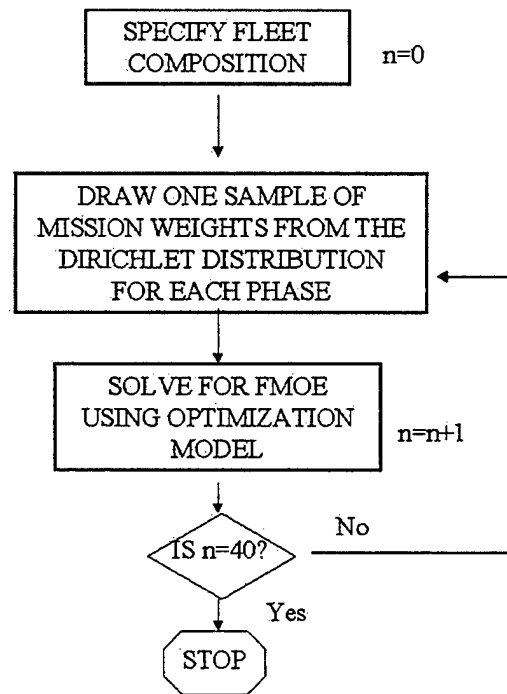 SPECIFY FLEET
COMPOSITION
n=0
DRAW ONE SAMPLE OF
MISSION WEIGHTS FROM THE
DIRICHLET DISTRIBUTION
FOR EACH PHASE
SOLVE FOR FMOE
USING OPTIMIZATION
MODEL
n=n+1
IS n=40?
No
Yes
STOP